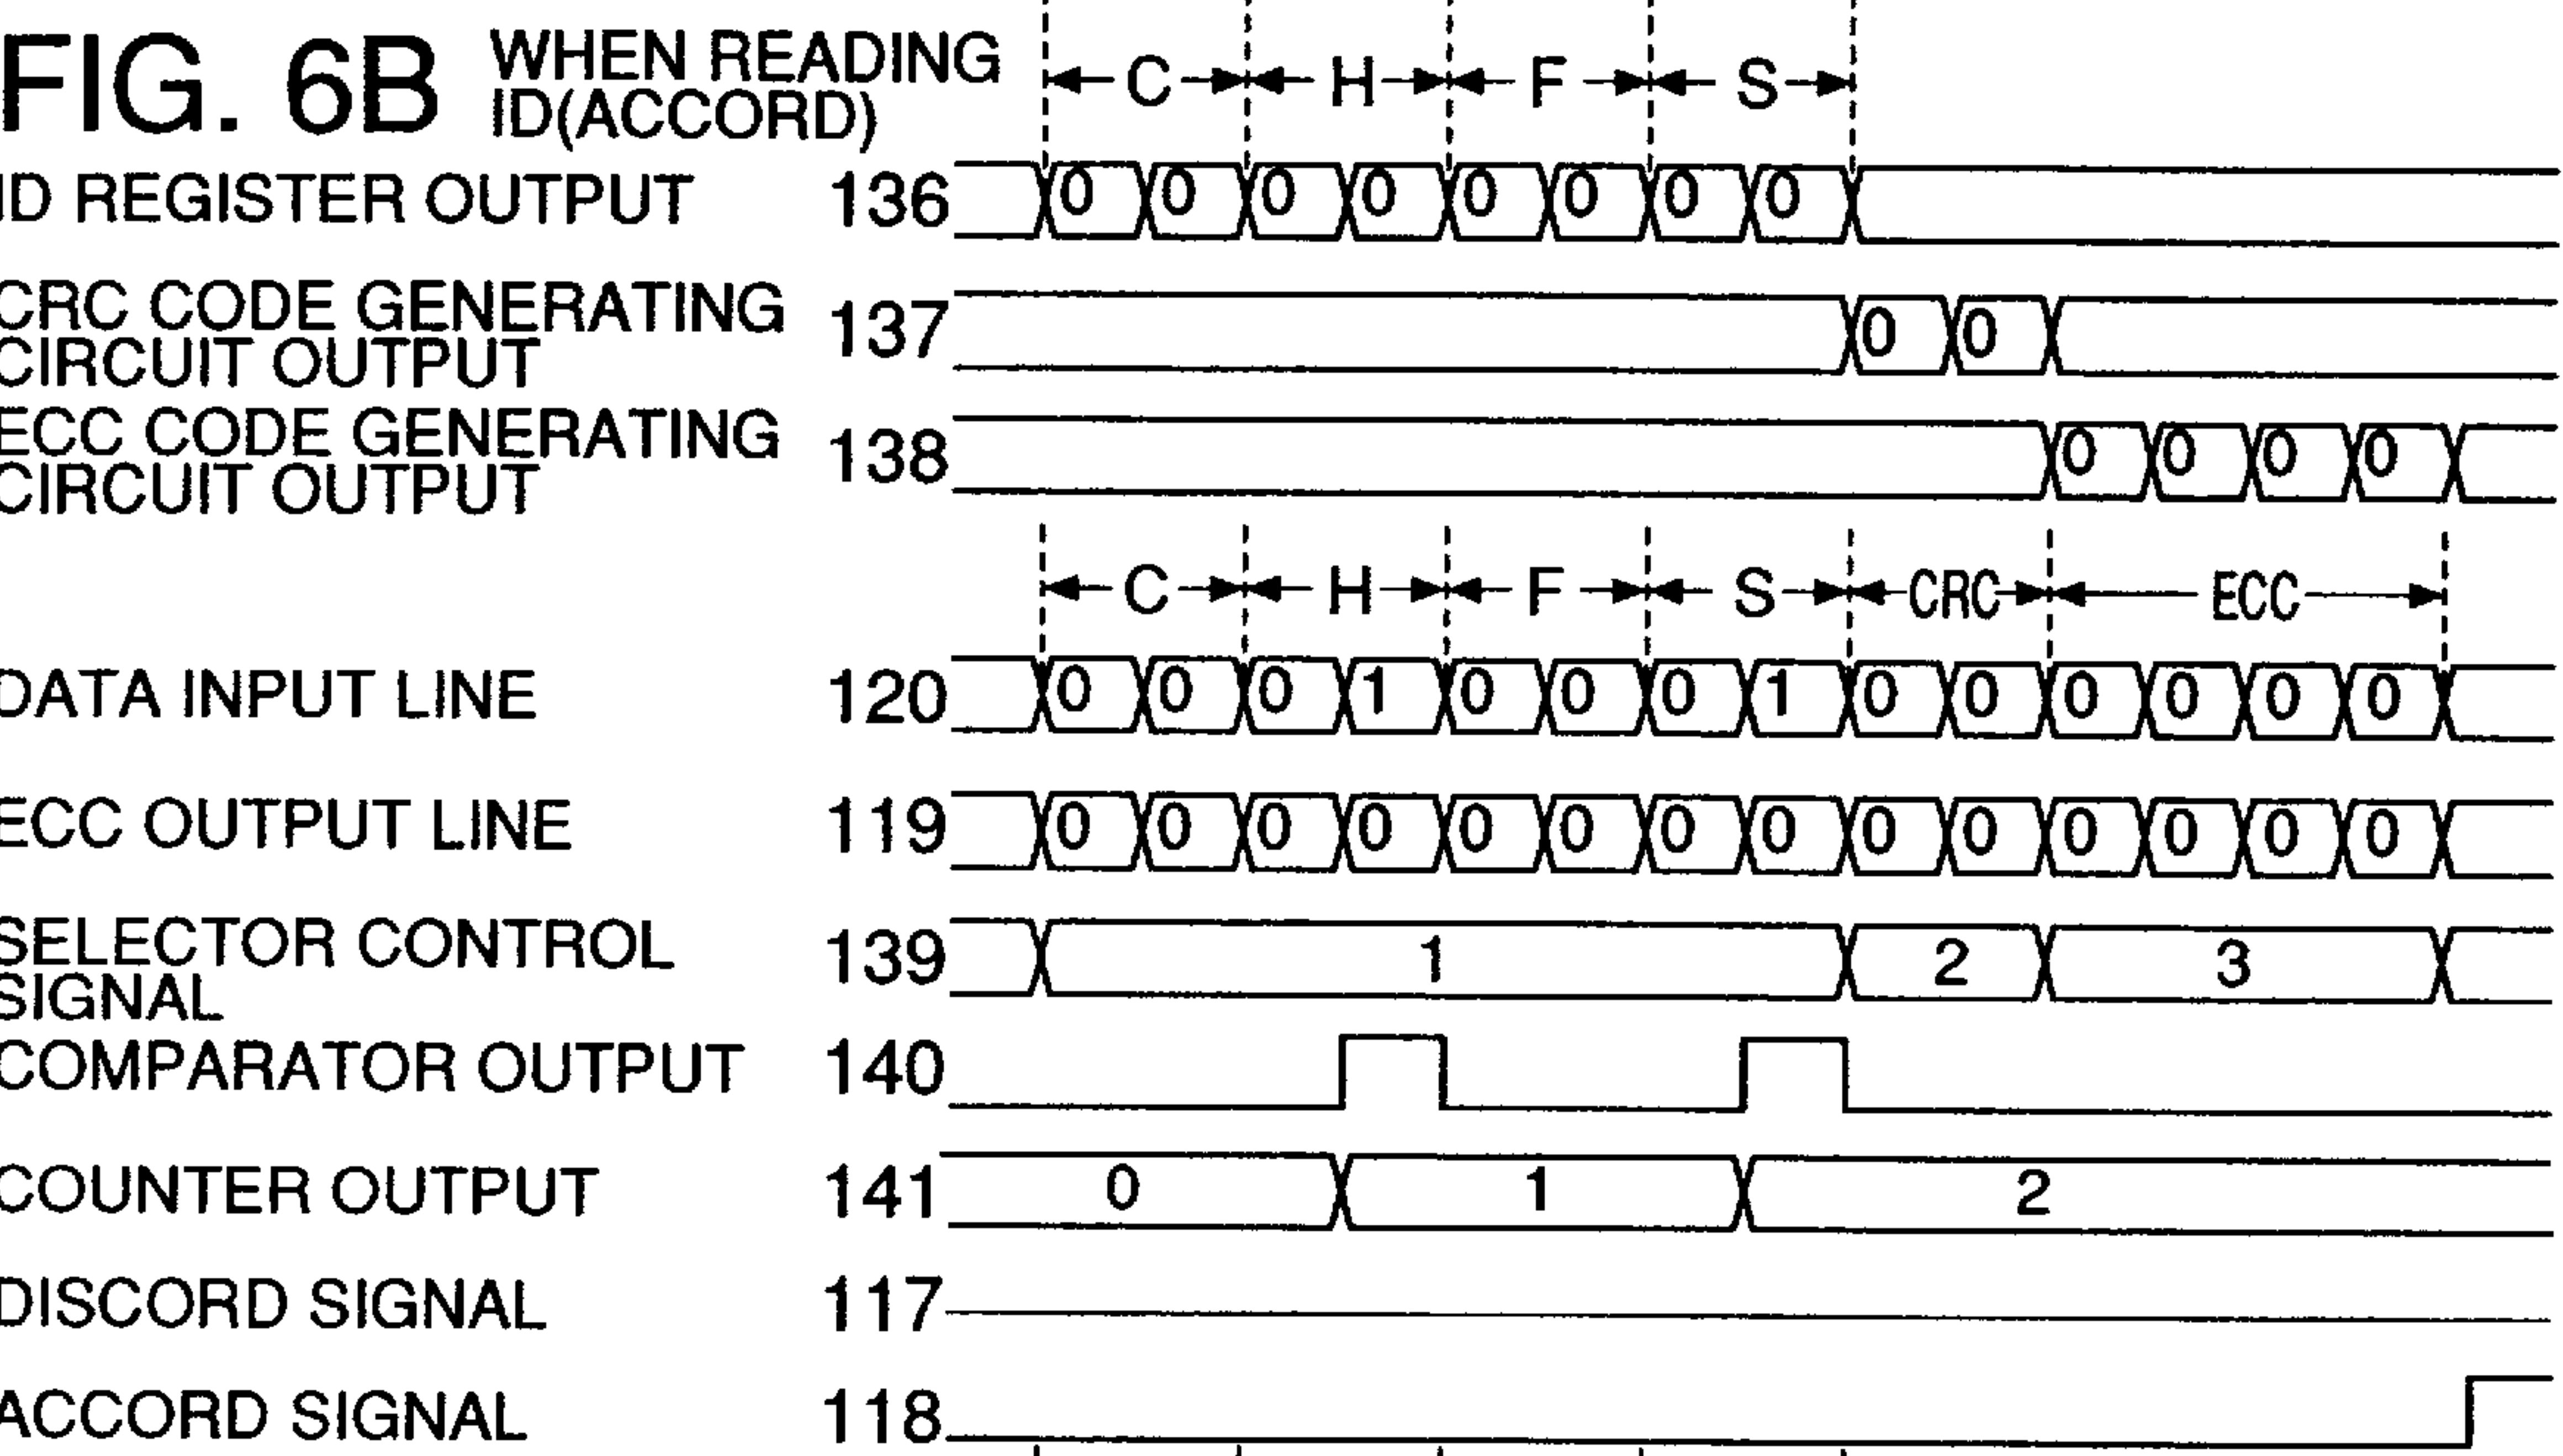 FIG. 6B WHEN READING
ID(ACCORD)
C H F S
ID REGISTER OUTPUT 136 0 0 0 0 0 0 0 0
CRC CODE GENERATING
CIRCUIT OUTPUT 137 0 0
ECC CODE GENERATING
CIRCUIT OUTPUT 138 0 0 0 0
C H F S CRC ECC
DATA INPUT LINE 120 0 0 0 1 0 0 0 1 0 0 0 0 0 0
ECC OUTPUT LINE 119 0 0 0 0 0 0 0 0 0 0 0 0 0 0
SELECTOR CONTROL
SIGNAL 139 1 2 3
COMPARATOR OUTPUT 140
COUNTER OUTPUT 141 0 1 2
DISCORD SIGNAL 117
ACCORD SIGNAL 118